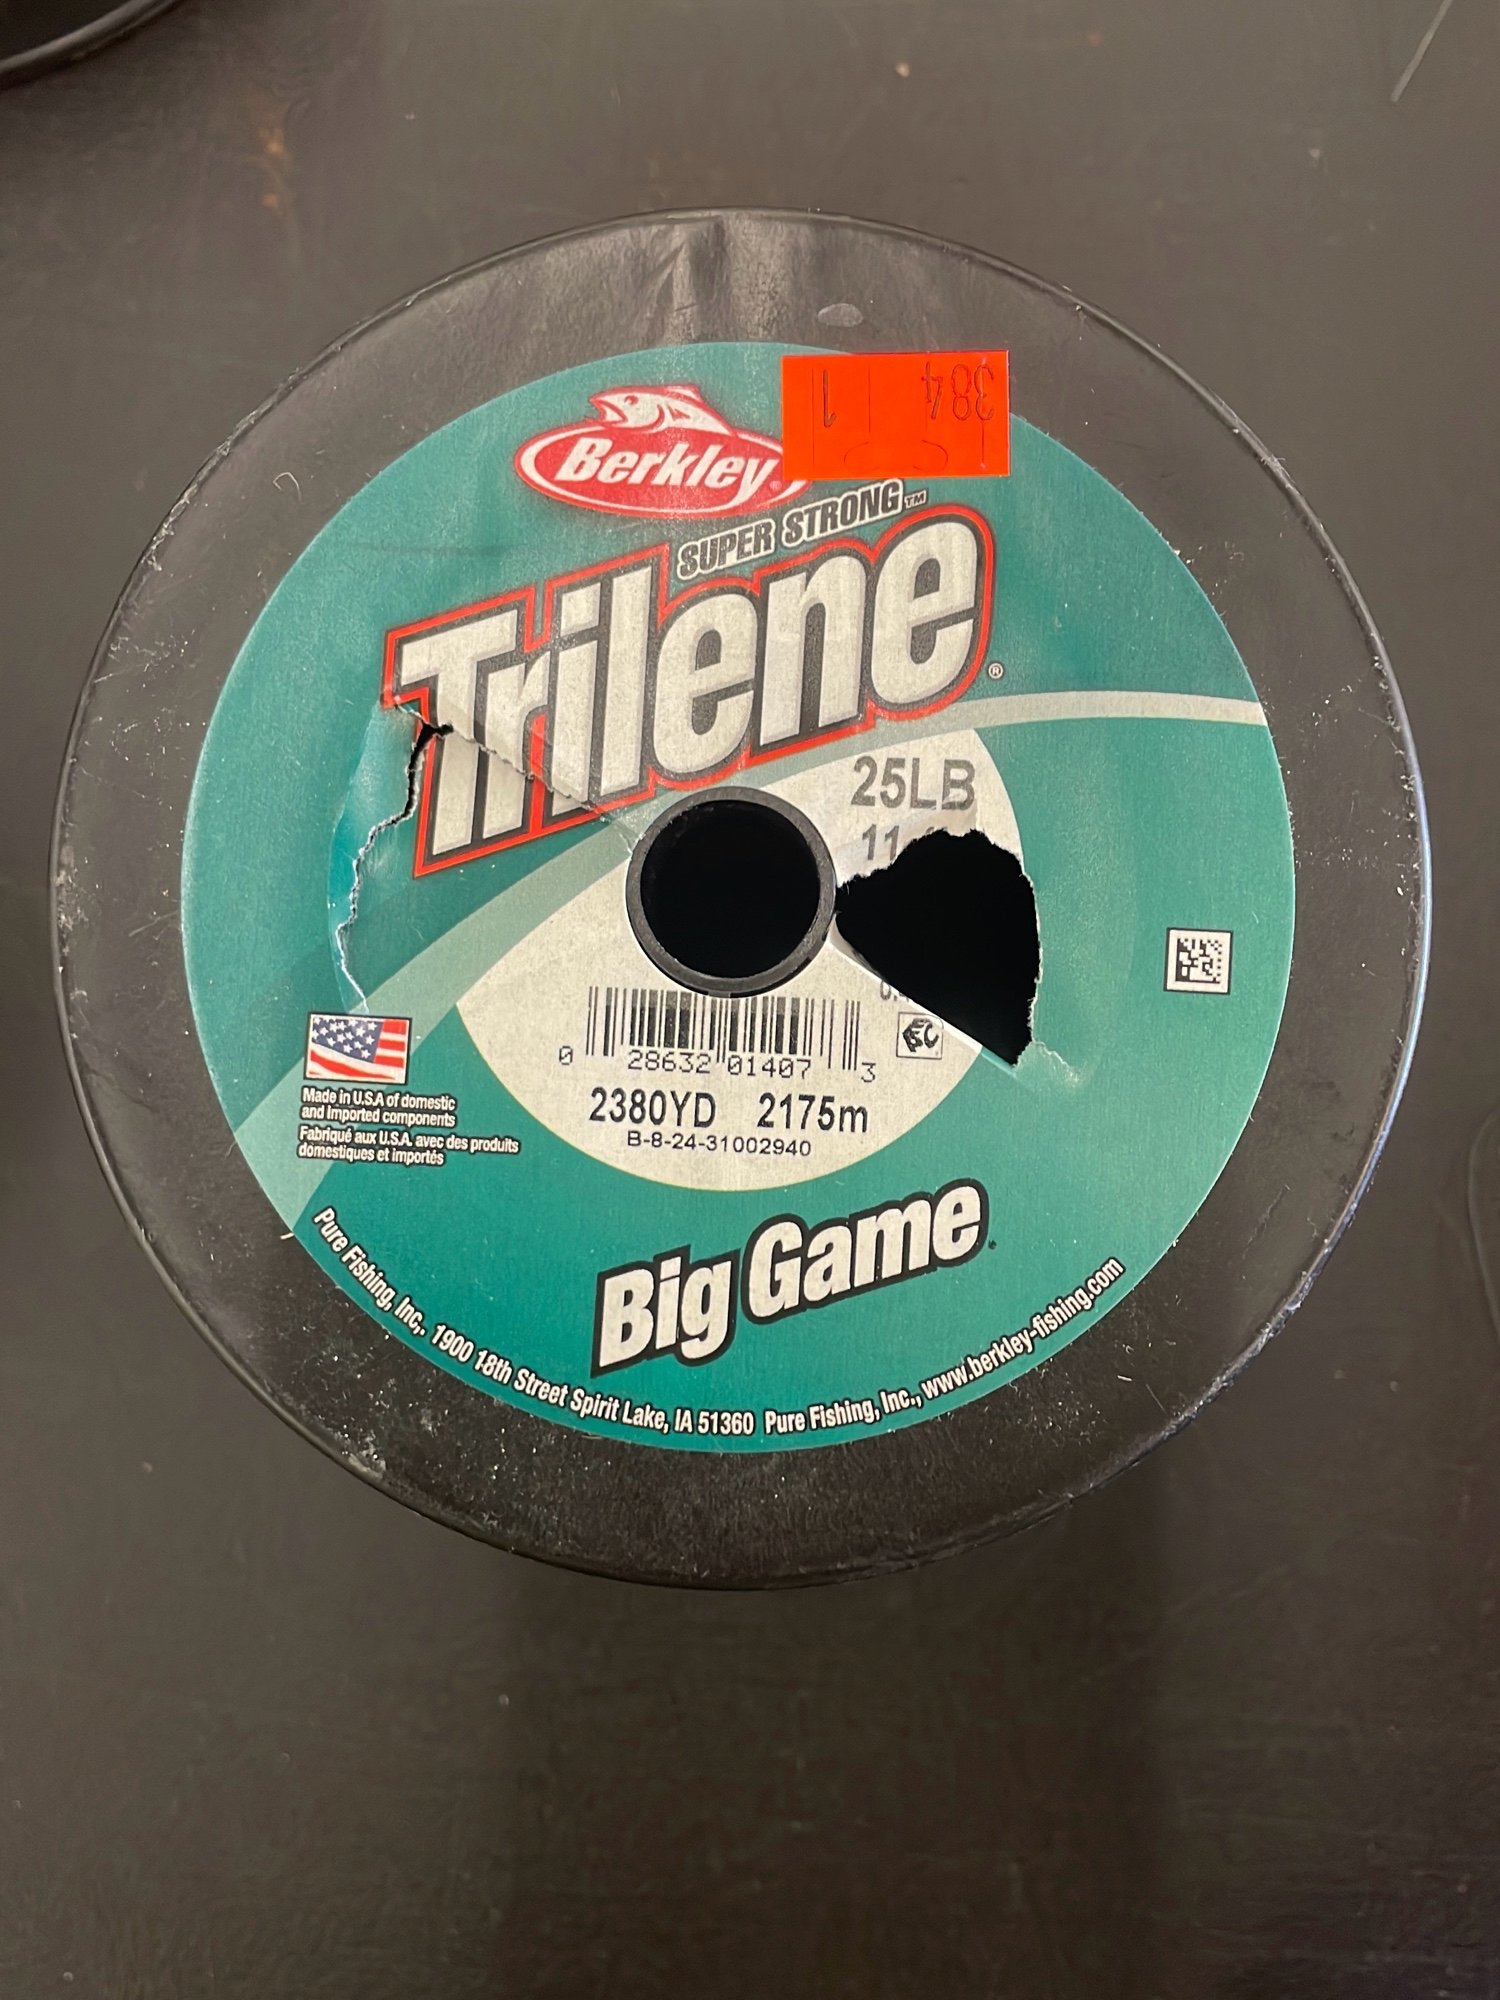 384 1
Berkley®
SUPER STRONG™
Trilene®
25LB
11
0 28632 01407 3
2380YD 2175m
B-8-24-31002940
Made in U.S.A of domestic
and imported components
Fabriqué aux U.S.A. avec des produits
domestiques et importés
Big Game
Pure Fishing, Inc,. 1900 18th Street Spirit Lake, IA 51360 Pure Fishing, Inc., www.berkley-fishing.com